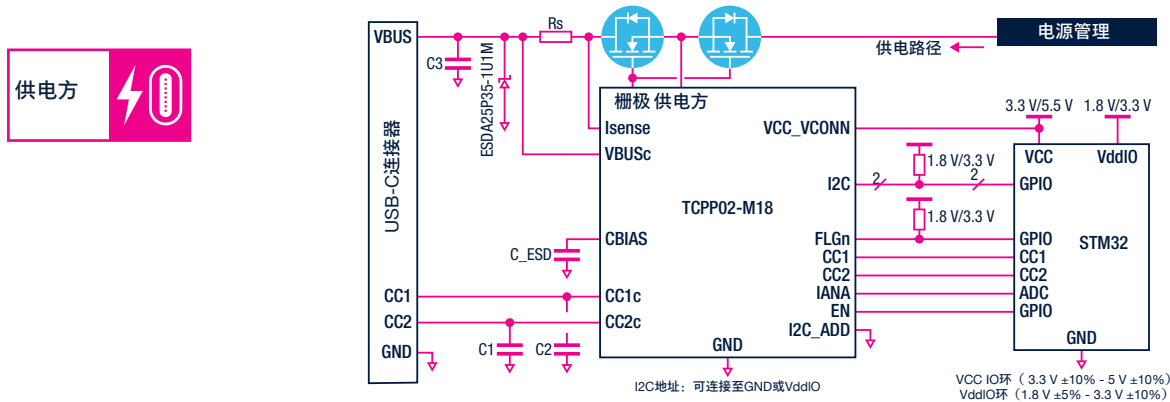 供电方
VBUS
C3
ESDA25P35-1U1M
Rs
供电路径
电源管理
USB-C连接器
栅极 供电方
Isense
VBUSc
CBIAS
C_ESD
CC1
CC2
GND
C1
C2
CC1c
CC2c
TCPP02-M18
GND
VCC_VCONN
I2C
FLGn
CC1
CC2
IANA
EN
I2C_ADD
2
2
1.8 V/3.3 V
1.8 V/3.3 V
3.3 V/5.5 V
1.8 V/3.3 V
VCC
VddIO
GPIO
STM32
GPIO
CC1
CC2
ADC
GPIO
GND
I2C地址：可连接至GND或VddIO
VCC IO环（ 3.3 V ±10% - 5 V ±10%）
VddIO环（1.8 V ±5% - 3.3 V ±10%）